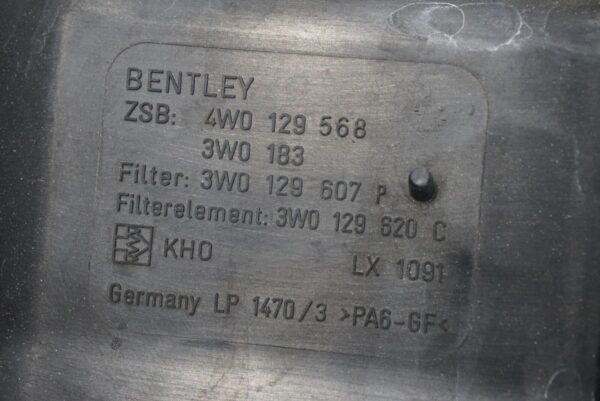 BENTLEY
ZSB: 4W0 129 568
3W0 183
Filter: 3W0 129 607 P
Filterelement: 3W0 129 620 C
KHO LX 1091
Germany LP 1470/3 >PA6-GF<